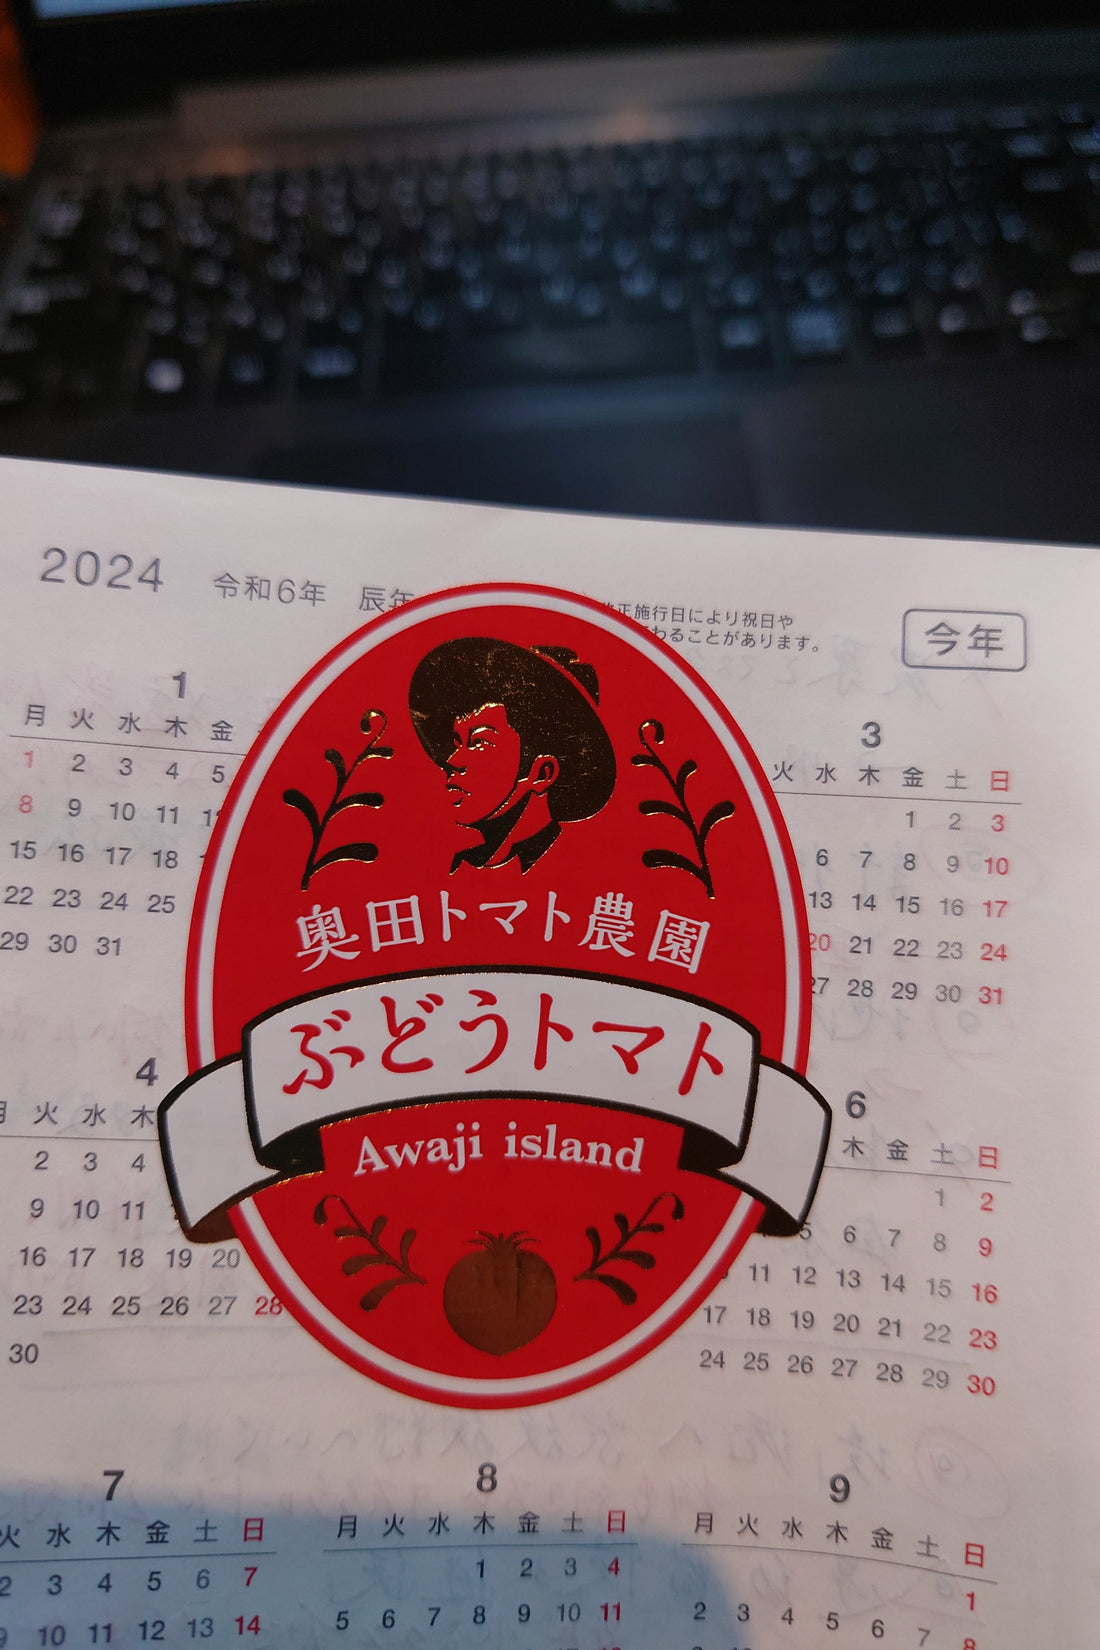 2024 令和6年 辰年
正施行日により祝日や
わることがあります。
今年
1
月 火 水 木 金
1 2 3 4 5
8 9 10 11
15 16 17 18
22 23 24 25
29 30 31
3
火 水 木 金 土 日
1 2 3
6 7 8 9 10
13 14 15 16 17
20 21 22 23 24
27 28 29 30 31
奥田トマト農園
ぶどうトマト
Awaji island
4
月 火 水 木
2 3 4
9 10 11
16 17 18 19 20
23 24 25 26 27 28
30
6
木 金 土 日
1 2
5 6 7 8 9
11 12 13 14 15 16
17 18 19 20 21 22 23
24 25 26 27 28 29 30
7
火 水 木 金 土 日
2 3 4 5 6 7
9 10 11 12 13 14
8
月 火 水 木 金 土 日
1 2 3 4
5 6 7 8 9 10 11
9
月 火 水 木 金 土 日
1
2 3 4 5 6 7 8